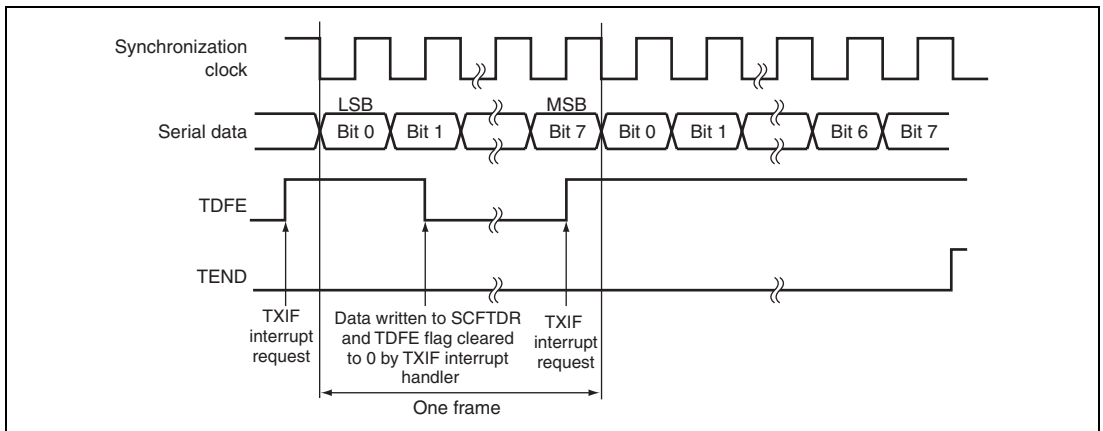 Synchronization
clock
LSB
MSB
Serial data
Bit 0
Bit 1
Bit 7
Bit 0
Bit 1
Bit 6
Bit 7
TDFE
TEND
TXIF
interrupt
request
Data written to SCFTDR
and TDFE flag cleared
to 0 by TXIF interrupt
handler
TXIF
interrupt
request
One frame